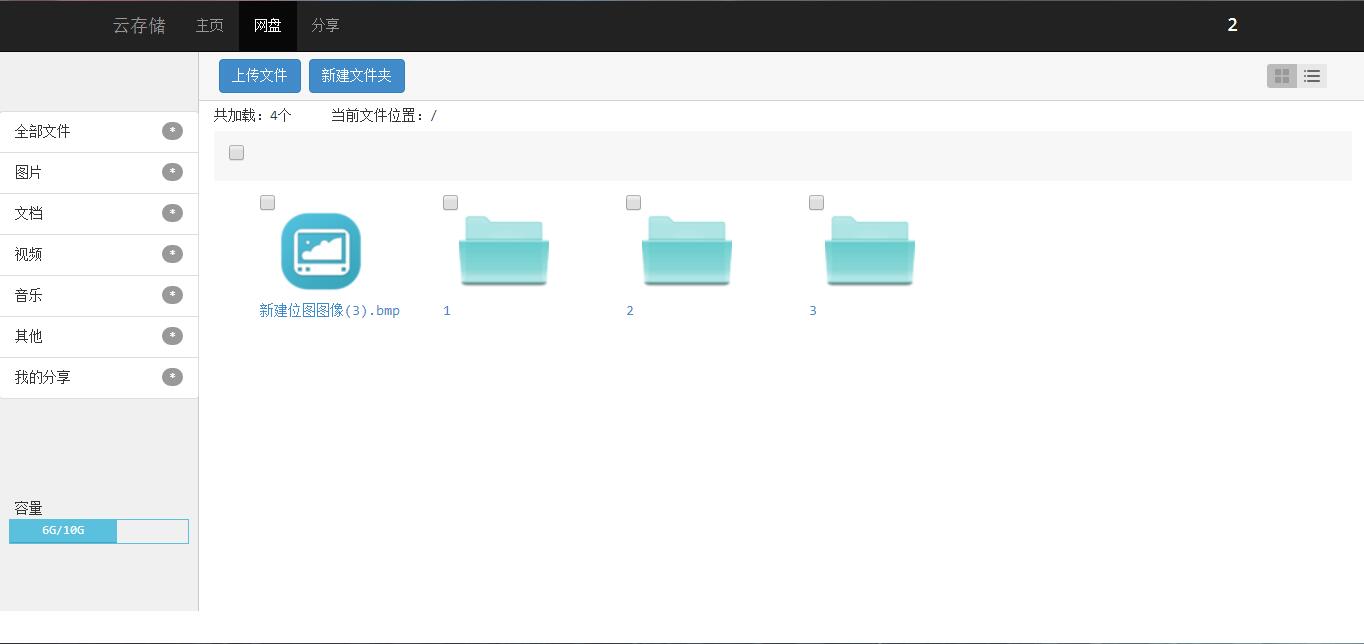 云存储 主页 网盘 分享 2
上传文件 新建文件夹
共加载：4个 当前文件位置：/
全部文件 *
图片 *
文档 *
视频 *
音乐 *
其他 *
我的分享 *
新建位图图像(3).bmp 1 2 3
容量
6G/10G